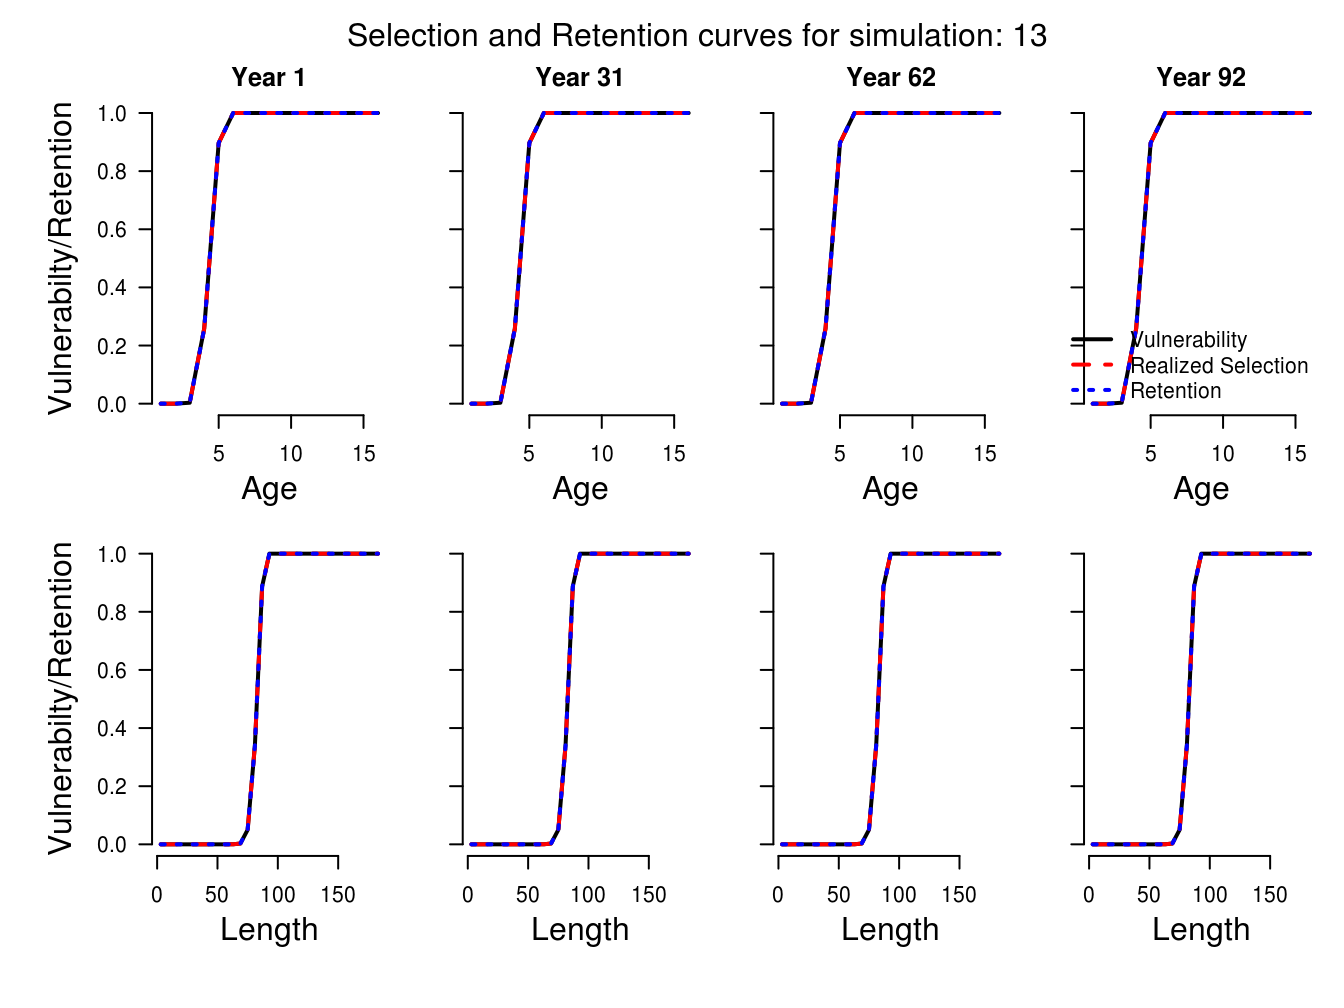 Selection and Retention curves for simulation: 13
Year 1 Year 31 Year 62 Year 92
Vulnerabilty/Retention
1.0
0.8
0.6
0.4
0.2
0.0
Vulnerability
Realized Selection
Retention
5 10 15 5 10 15 5 10 15 5 10 15
Age Age Age Age
Vulnerabilty/Retention
1.0
0.8
0.6
0.4
0.2
0.0
0 50 100 150 0 50 100 150 0 50 100 150 0 50 100 150
Length Length Length Length